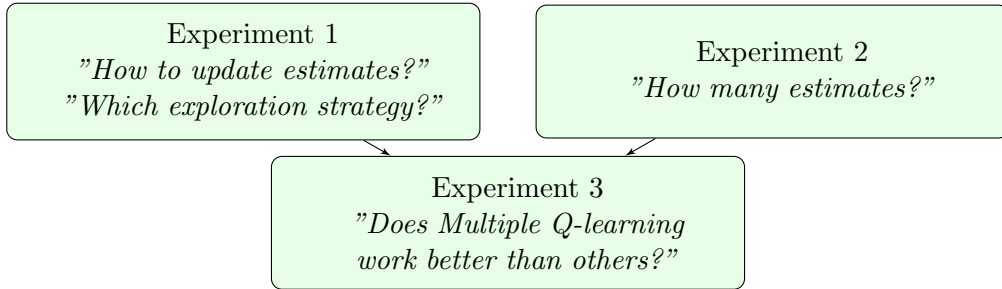 Experiment 1
”How to update estimates?”
”Which exploration strategy?”
Experiment 2
”How many estimates?”
Experiment 3
”Does Multiple Q-learning
work better than others?”